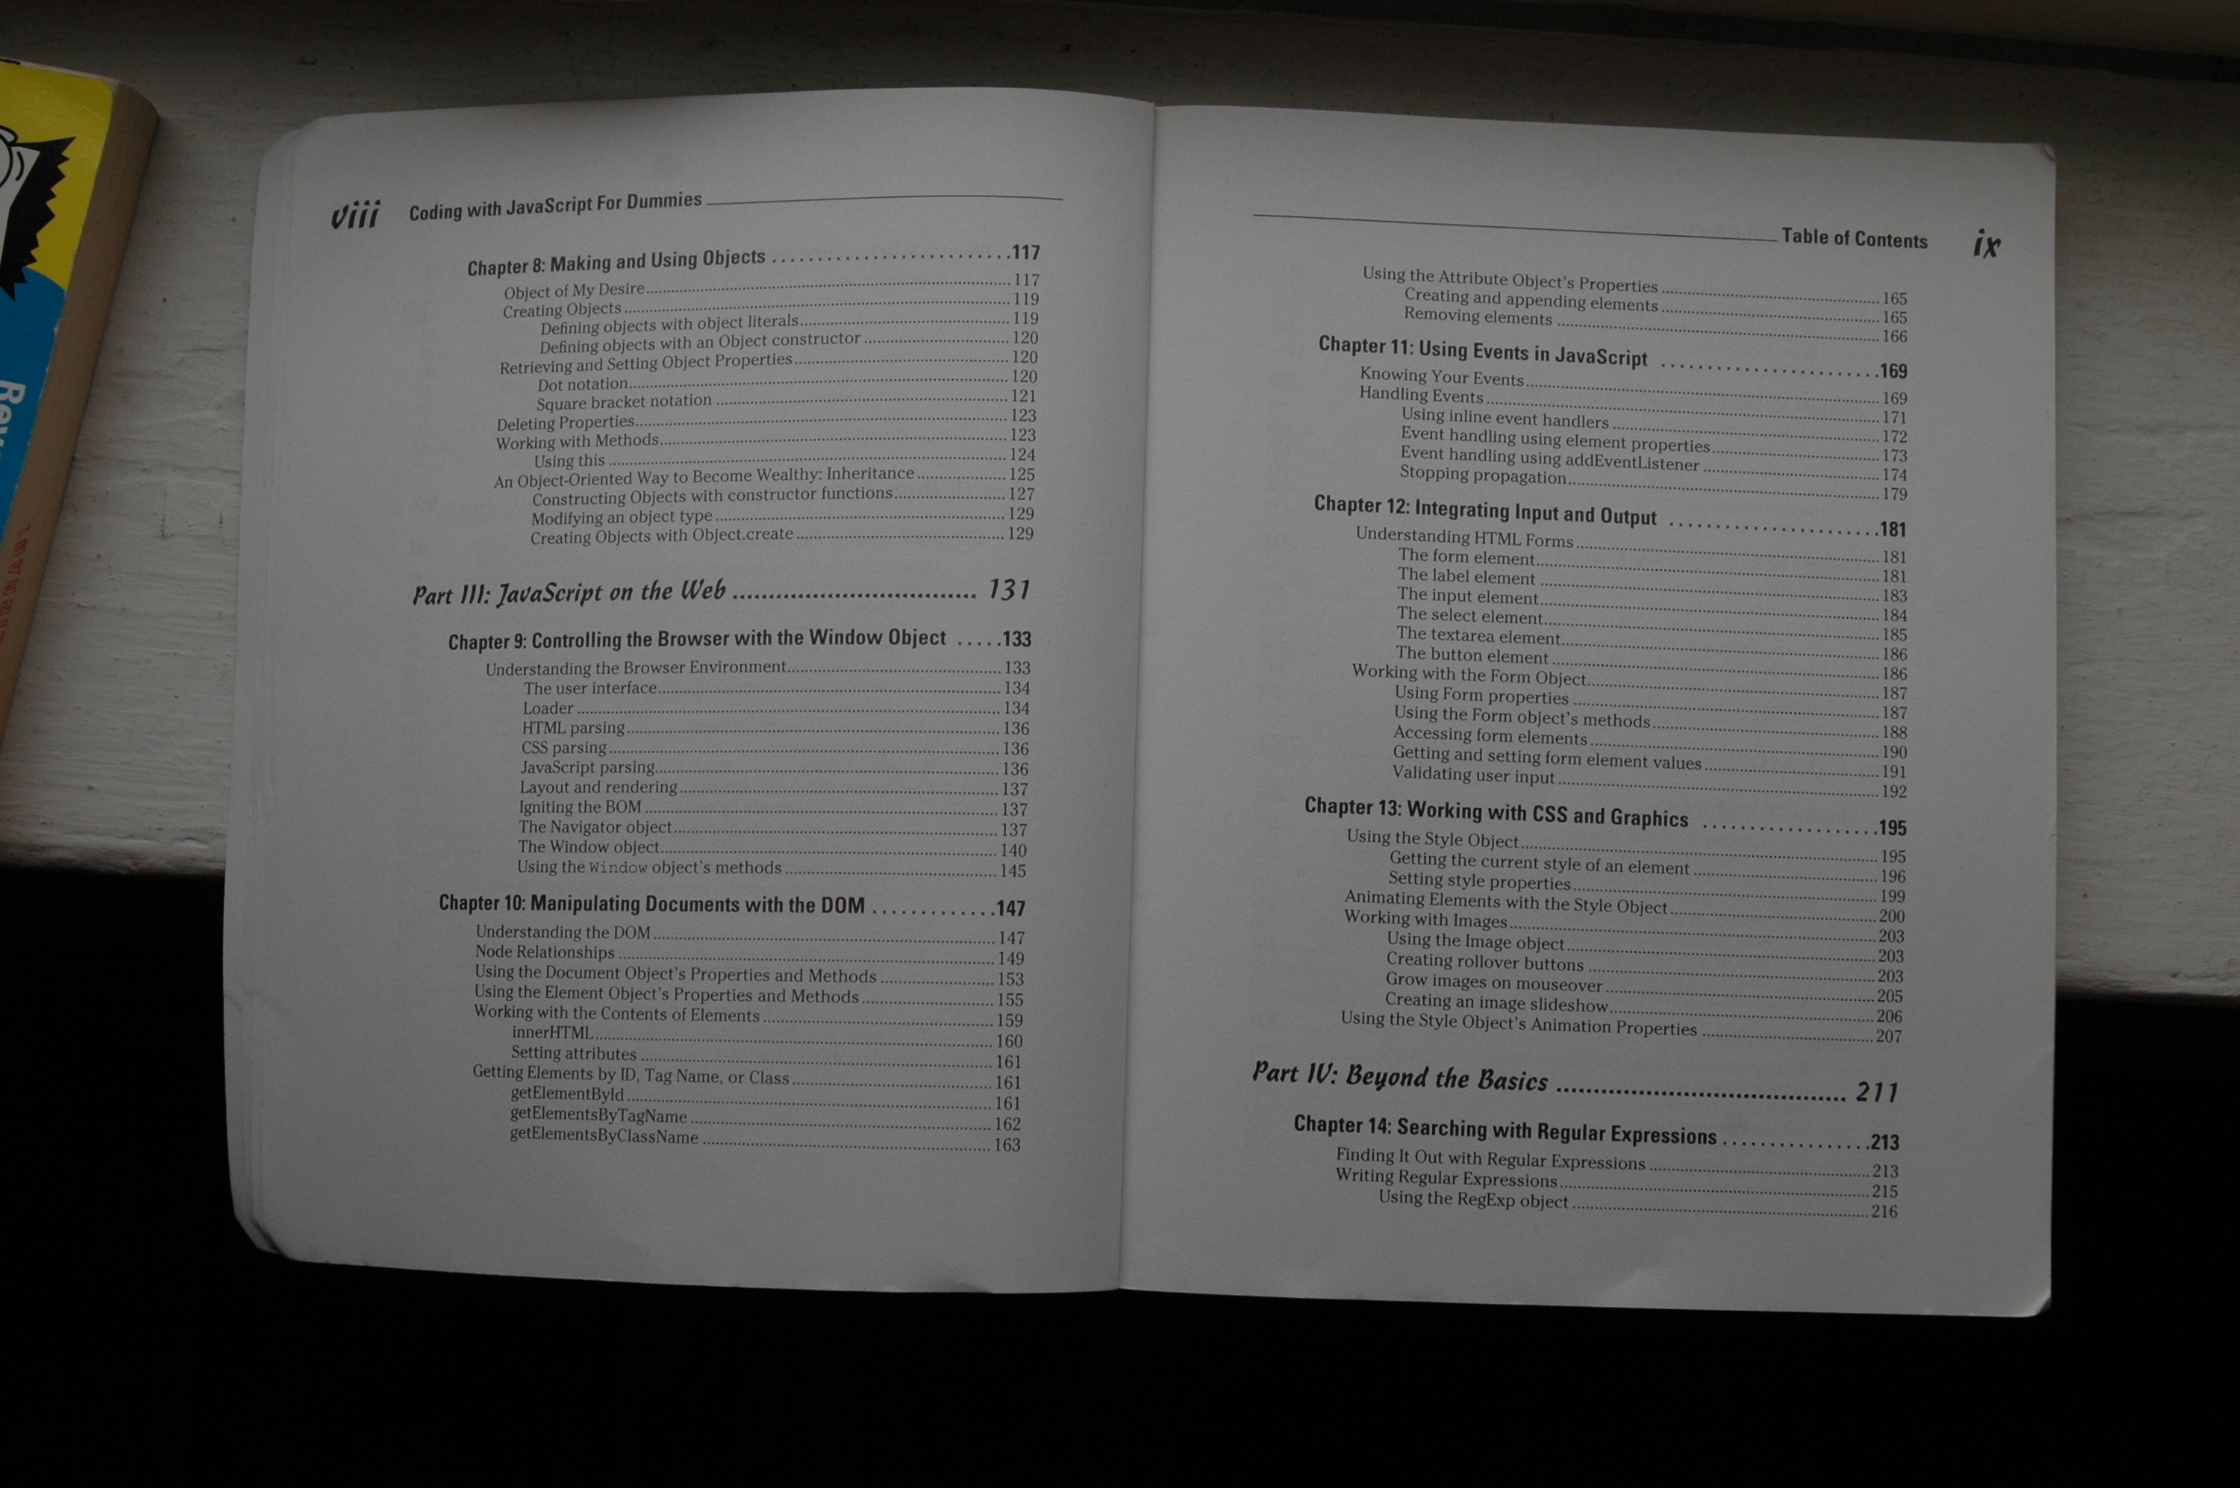 viii Coding with JavaScript For Dummies
Chapter 8: Making and Using Objects ..........................117
Object of My Desire.......... 117
Creating Objects.......... 119
Defining objects with object literals.......... 119
Defining objects with an Object constructor.......... 120
Retrieving and Setting Object Properties.......... 120
Dot notation.......... 120
Square bracket notation.......... 121
Deleting Properties.......... 123
Working with Methods.......... 123
Using this.......... 124
An Object-Oriented Way to Become Wealthy: Inheritance.......... 125
Constructing Objects with constructor functions.......... 127
Modifying an object type.......... 129
Creating Objects with Object.create.......... 129
Part III: JavaScript on the Web.......... 131
Chapter 9: Controlling the Browser with the Window Object .....133
Understanding the Browser Environment.......... 133
The user interface.......... 134
Loader.......... 134
HTML parsing.......... 136
CSS parsing.......... 136
JavaScript parsing.......... 136
Layout and rendering.......... 137
Igniting the BOM.......... 137
The Navigator object.......... 137
The Window object.......... 140
Using the Window object's methods.......... 145
Chapter 10: Manipulating Documents with the DOM .............147
Understanding the DOM.......... 147
Node Relationships.......... 149
Using the Document Object's Properties and Methods.......... 153
Using the Element Object's Properties and Methods.......... 155
Working with the Contents of Elements.......... 159
innerHTML.......... 160
Setting attributes.......... 161
Getting Elements by ID, Tag Name, or Class.......... 161
getElementById.......... 161
getElementsByTagName.......... 162
getElementsByClassName.......... 163
Table of Contents ix
Using the Attribute Object's Properties.......... 165
Creating and appending elements.......... 165
Removing elements.......... 166
Chapter 11: Using Events in JavaScript ........................169
Knowing Your Events.......... 169
Handling Events.......... 171
Using inline event handlers.......... 172
Event handling using element properties.......... 173
Event handling using addEventListener.......... 174
Stopping propagation.......... 179
Chapter 12: Integrating Input and Output .......................181
Understanding HTML Forms.......... 181
The form element.......... 181
The label element.......... 183
The input element.......... 184
The select element.......... 185
The textarea element.......... 186
The button element.......... 186
Working with the Form Object.......... 187
Using Form properties.......... 187
Using the Form object's methods.......... 188
Accessing form elements.......... 190
Getting and setting form element values.......... 191
Validating user input.......... 192
Chapter 13: Working with CSS and Graphics ...................195
Using the Style Object.......... 195
Getting the current style of an element.......... 196
Setting style properties.......... 199
Animating Elements with the Style Object.......... 200
Working with Images.......... 203
Using the Image object.......... 203
Creating rollover buttons.......... 203
Grow images on mouseover.......... 205
Creating an image slideshow.......... 206
Using the Style Object's Animation Properties.......... 207
Part IV: Beyond the Basics.......... 211
Chapter 14: Searching with Regular Expressions ................213
Finding It Out with Regular Expressions.......... 213
Writing Regular Expressions.......... 215
Using the RegExp object.......... 216